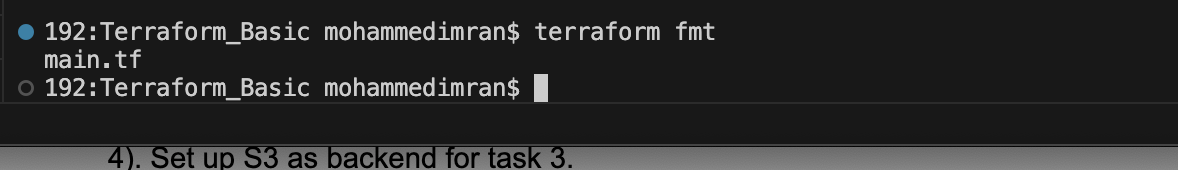 192:Terraform_Basic mohammedimran$ terraform fmt
main.tf
192:Terraform_Basic mohammedimran$
4). Set up S3 as backend for task 3.